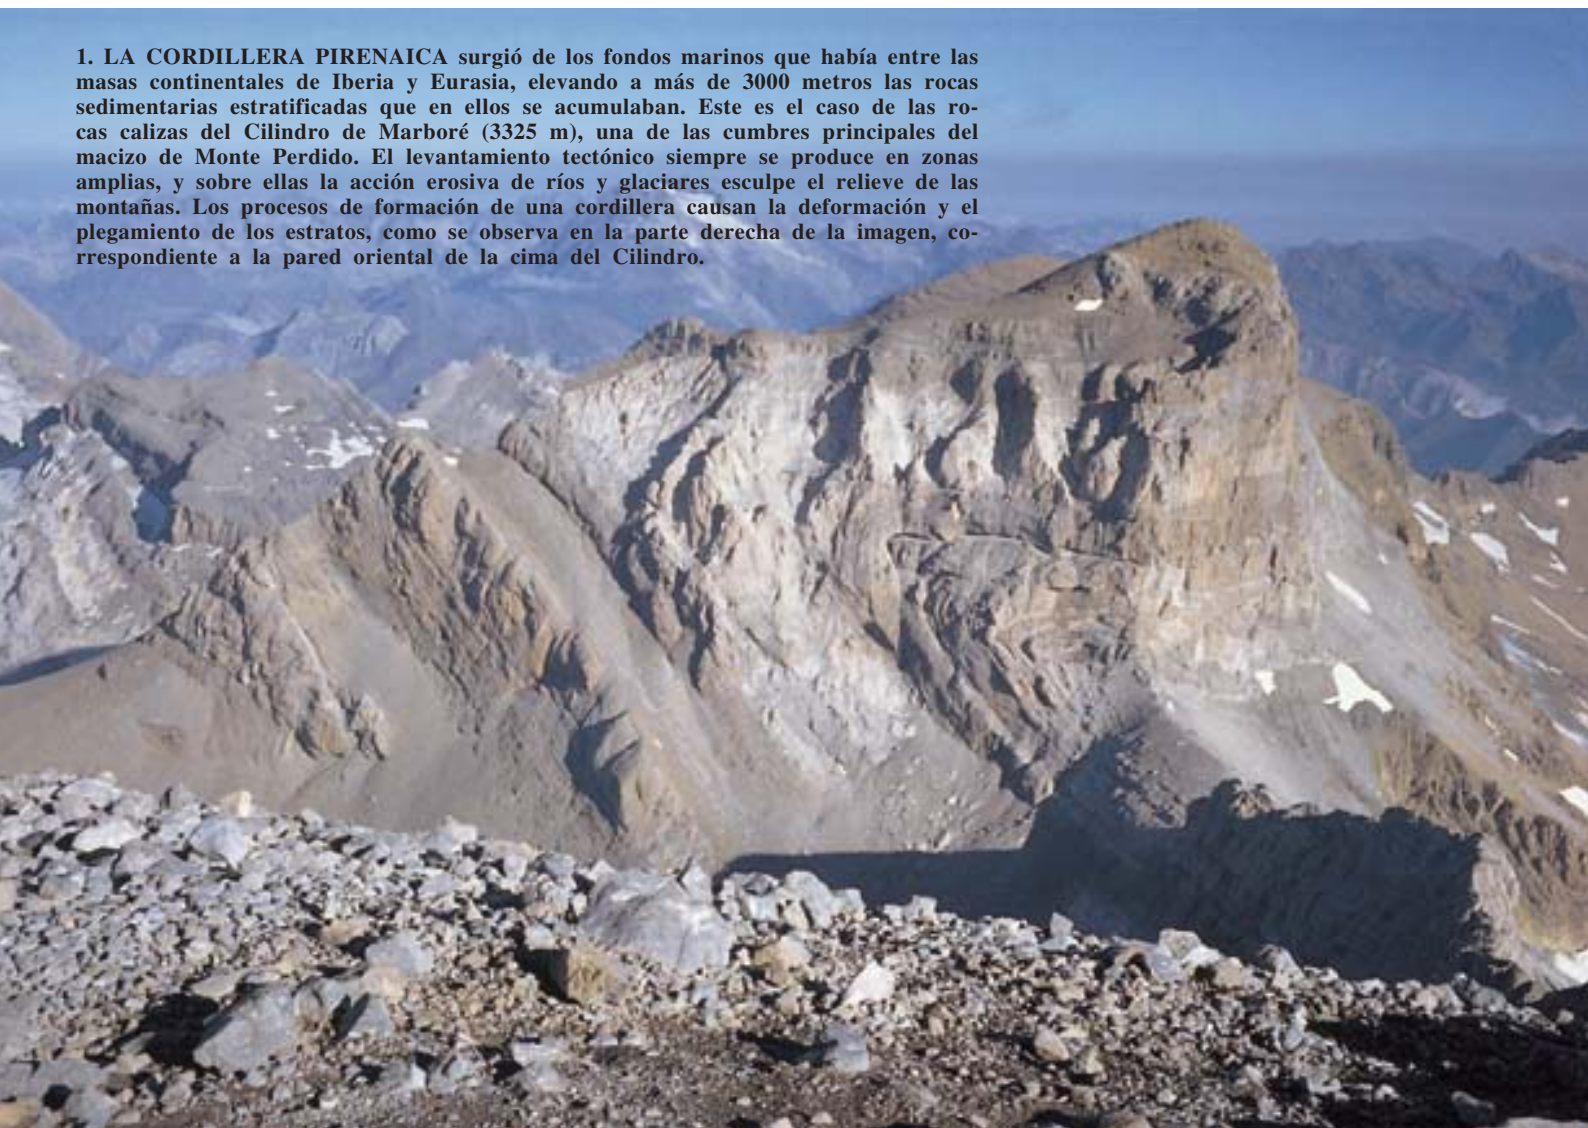 1. LA CORDILLERA PIRENAICA surgió de los fondos marinos que había entre las
masas continentales de Iberia y Eurasia, elevando a más de 3000 metros las rocas
sedimentarias estratificadas que en ellos se acumulaban. Este es el caso de las ro-
cas calizas del Cilindro de Marboré (3325 m), una de las cumbres principales del
macizo de Monte Perdido. El levantamiento tectónico siempre se produce en zonas
amplias, y sobre ellas la acción erosiva de ríos y glaciares esculpe el relieve de las
montañas. Los procesos de formación de una cordillera causan la deformación y el
plegamiento de los estratos, como se observa en la parte derecha de la imagen, co-
rrespondiente a la pared oriental de la cima del Cilindro.